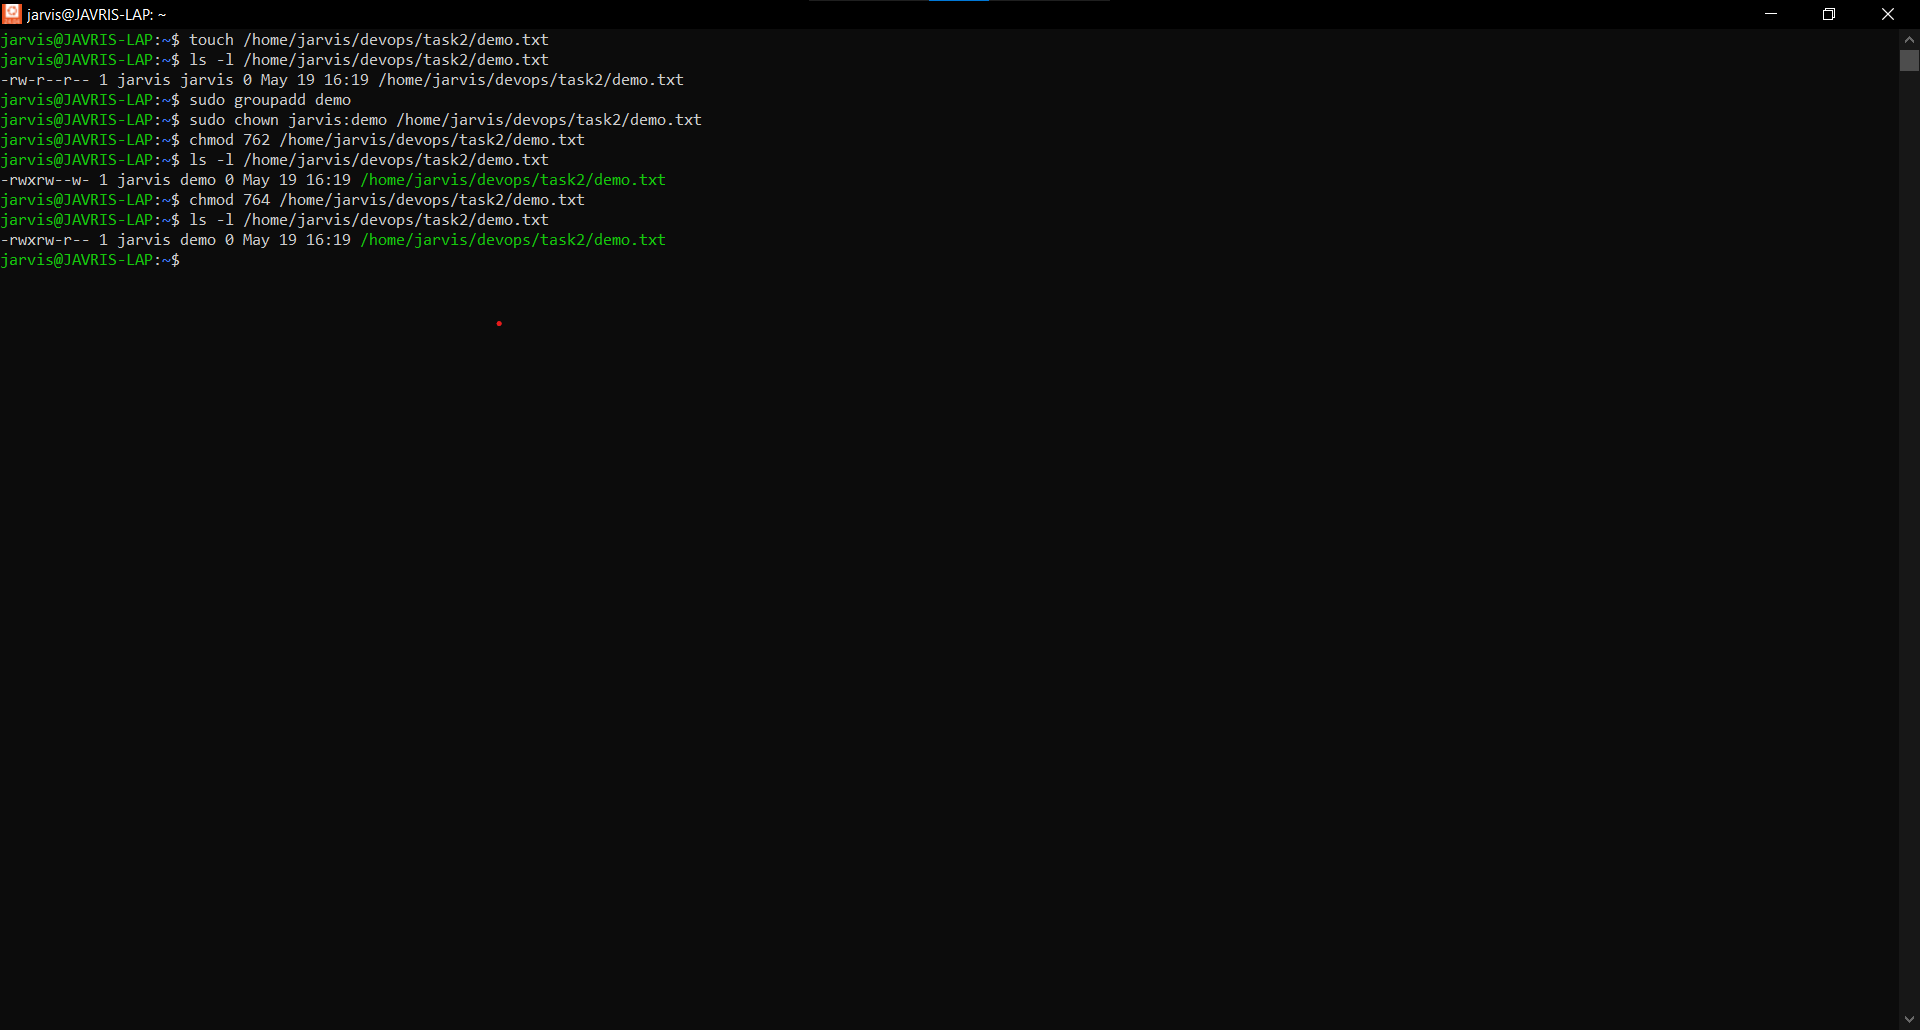 jarvis@JAVRIS-LAP: ~
jarvis@JAVRIS-LAP:~$ touch /home/jarvis/devops/task2/demo.txt
jarvis@JAVRIS-LAP:~$ ls -l /home/jarvis/devops/task2/demo.txt
-rw-r--r-- 1 jarvis jarvis 0 May 19 16:19 /home/jarvis/devops/task2/demo.txt
jarvis@JAVRIS-LAP:~$ sudo groupadd demo
jarvis@JAVRIS-LAP:~$ sudo chown jarvis:demo /home/jarvis/devops/task2/demo.txt
jarvis@JAVRIS-LAP:~$ chmod 762 /home/jarvis/devops/task2/demo.txt
jarvis@JAVRIS-LAP:~$ ls -l /home/jarvis/devops/task2/demo.txt
-rwxrw--w- 1 jarvis demo 0 May 19 16:19 /home/jarvis/devops/task2/demo.txt
jarvis@JAVRIS-LAP:~$ chmod 764 /home/jarvis/devops/task2/demo.txt
jarvis@JAVRIS-LAP:~$ ls -l /home/jarvis/devops/task2/demo.txt
-rwxrw-r-- 1 jarvis demo 0 May 19 16:19 /home/jarvis/devops/task2/demo.txt
jarvis@JAVRIS-LAP:~$